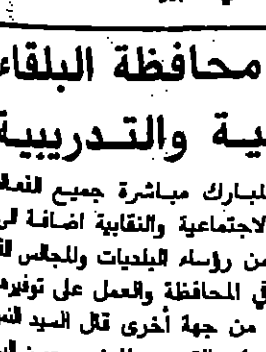 محافظة البلقاء
ية والتدريبية
لمبارك مباشرة جميع
لاجتماعية والنقابية اضافة الى
من رؤساء البلديات والمجالس
في المحافظة والعمل على
من جهة أخرى قال السيد